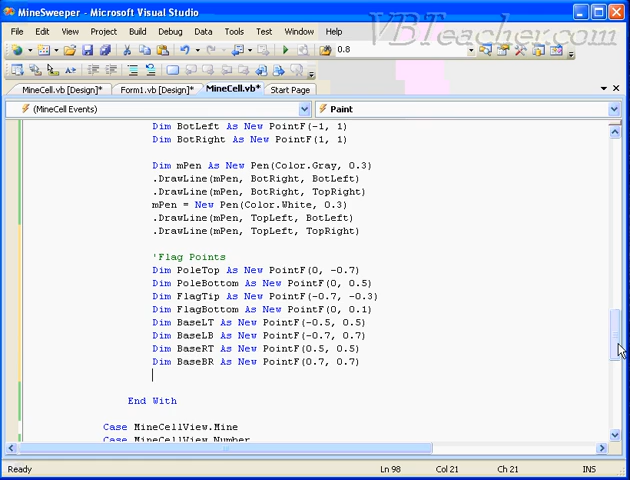 MineSweeper - Microsoft Visual Studio
VBTeacher.com
File Edit View Project Build Debug Data Tools Test Window Help
0.8
MineCell.vb [Design]* Form1.vb [Design]* MineCell.vb* Start Page
(MineCell Events) Paint
Dim BotLeft As New PointF(-1, 1)
Dim BotRight As New PointF(1, 1)
Dim mPen As New Pen(Color.Gray, 0.3)
.DrawLine(mPen, BotRight, BotLeft)
.DrawLine(mPen, BotRight, TopRight)
mPen = New Pen(Color.White, 0.3)
.DrawLine(mPen, TopLeft, BotLeft)
.DrawLine(mPen, TopLeft, TopRight)
'Flag Points
Dim PoleTop As New PointF(0, -0.7)
Dim PoleBottom As New PointF(0, 0.5)
Dim FlagTip As New PointF(-0.7, -0.3)
Dim FlagBottom As New PointF(0, 0.1)
Dim BaseLT As New PointF(-0.5, 0.5)
Dim BaseLB As New PointF(-0.7, 0.7)
Dim BaseRT As New PointF(0.5, 0.5)
Dim BaseBR As New PointF(0.7, 0.7)
End With
Case MineCellView.Mine
Case MineCellView.Number
Ready Ln 98 Col 21 Ch 21 INS